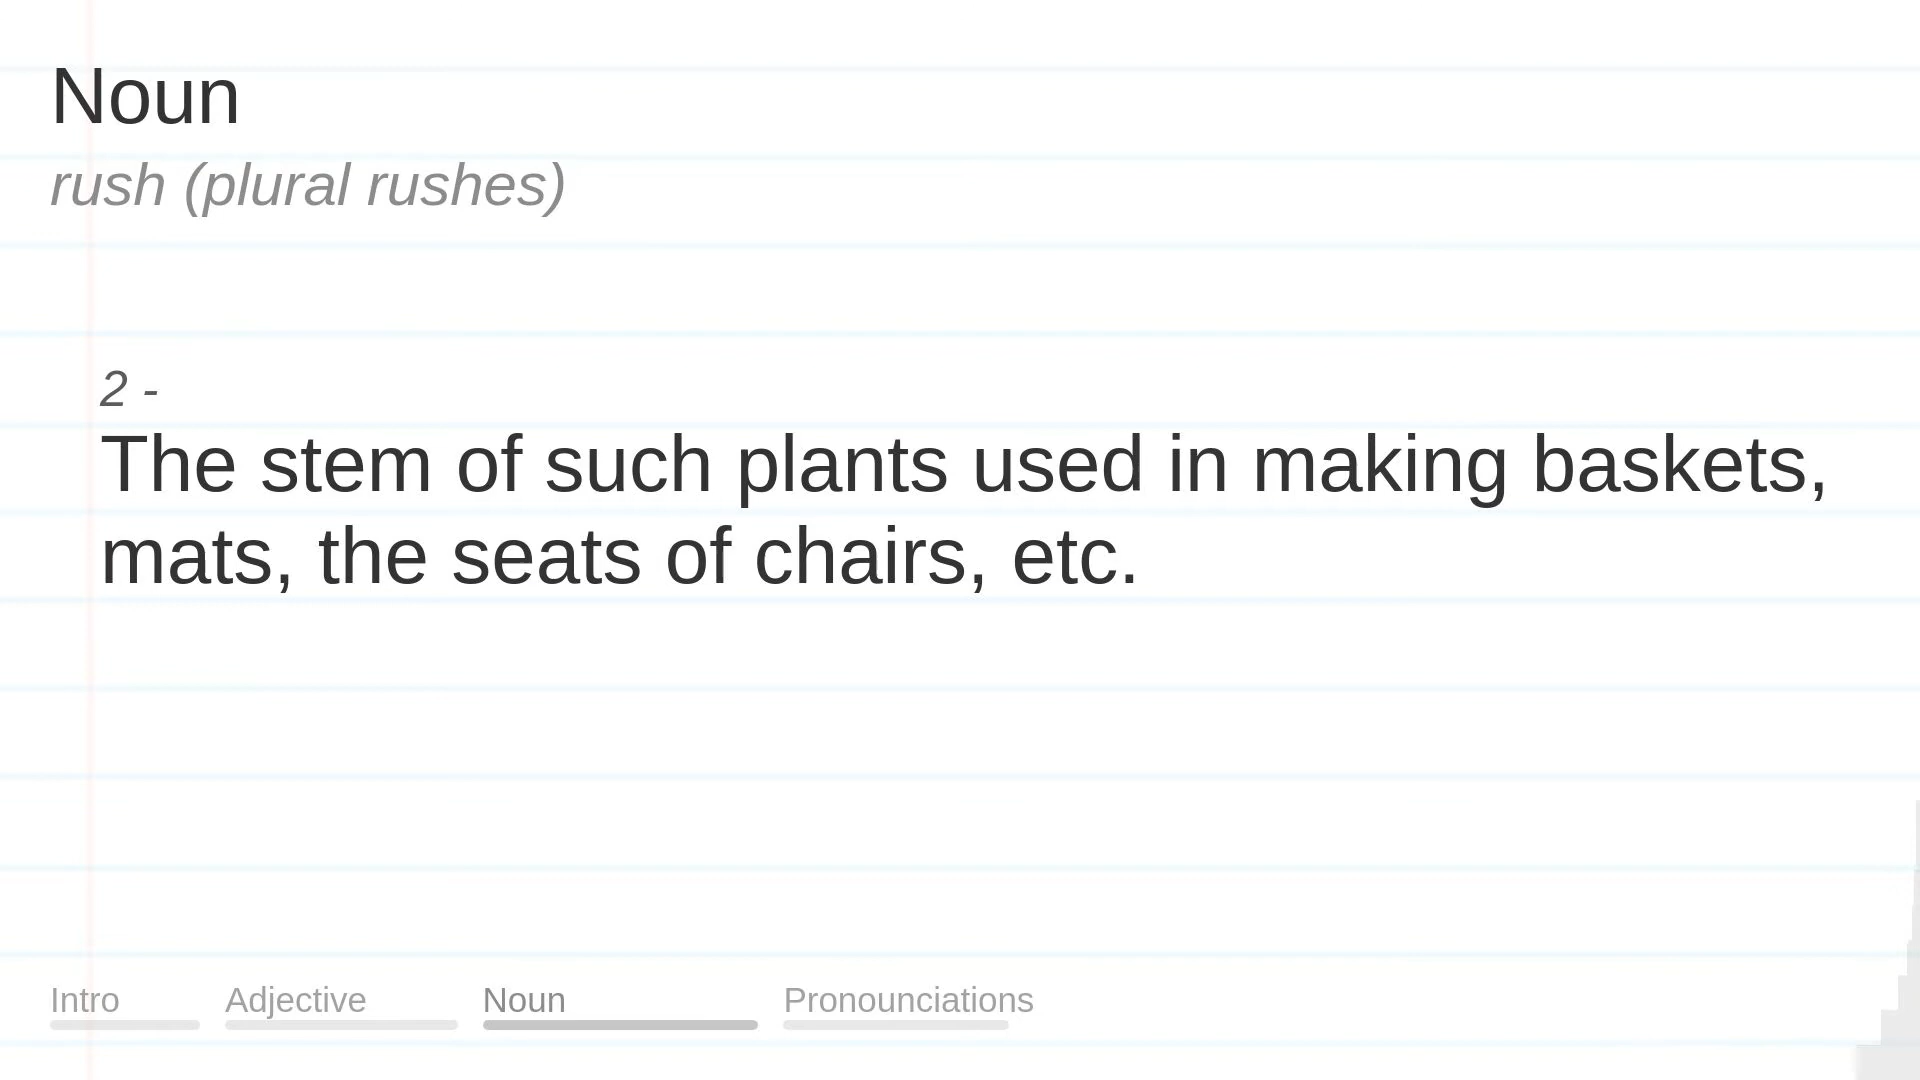 Noun
rush (plural rushes)
2 -
The stem of such plants used in making baskets,
mats, the seats of chairs, etc.
Intro Adjective Noun Pronounciations